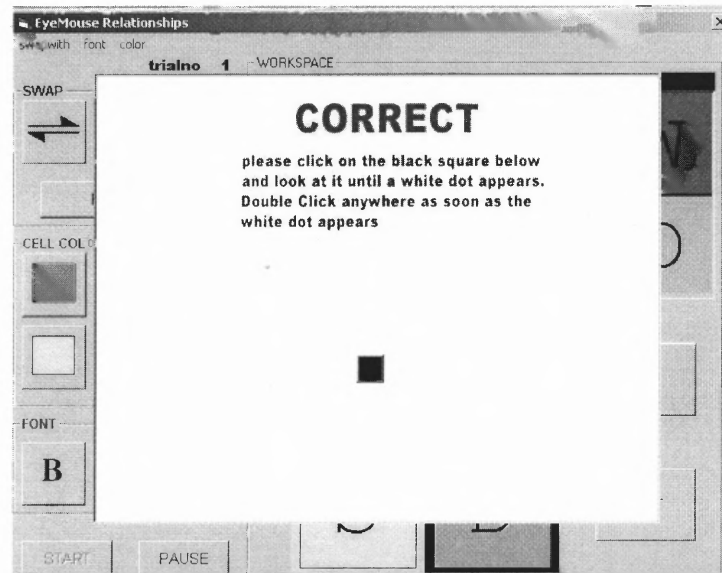 EyeMouse Relationships
swapwith font color
trialno 1 WORKSPACE
SWAP
CORRECT
please click on the black square below
and look at it until a white dot appears.
Double Click anywhere as soon as the
white dot appears
CELL COLO
FONT
B
START PAUSE